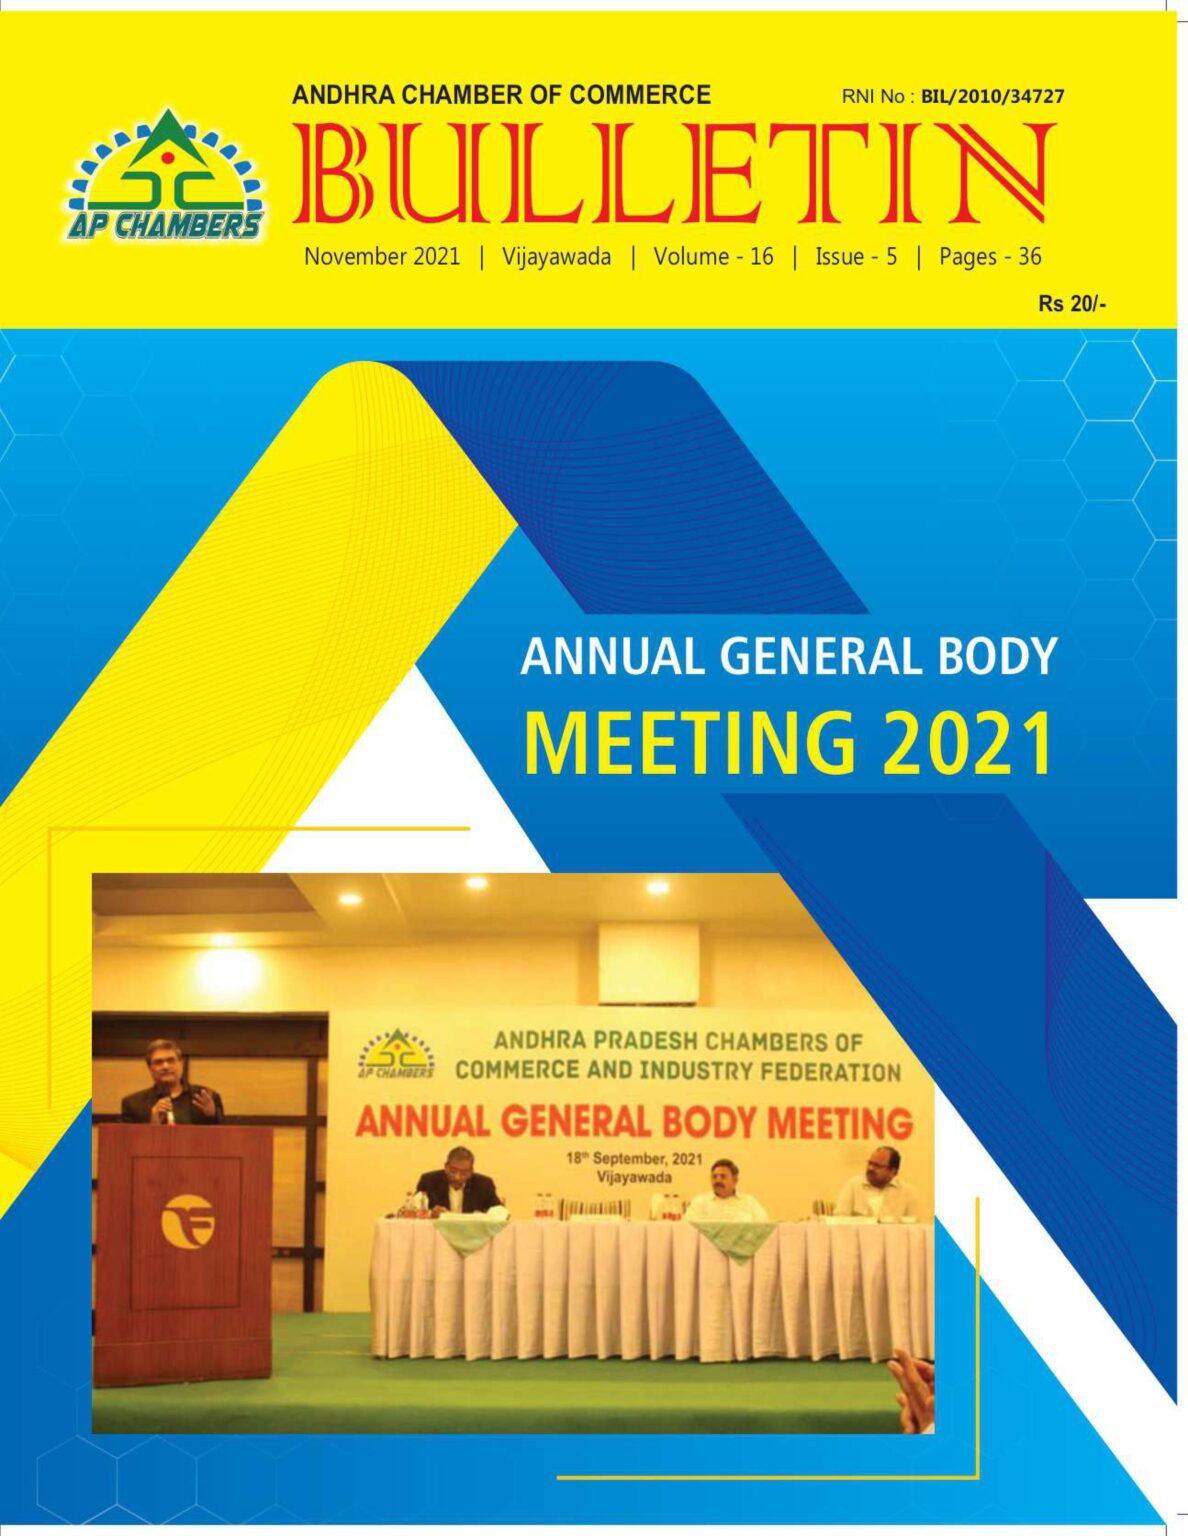 ANDHRA CHAMBER OF COMMERCE
RNI No : BIL/2010/34727
AP CHAMBERS
BULLETIN
November 2021 | Vijayawada | Volume - 16 | Issue - 5 | Pages - 36
Rs 20/-
ANNUAL GENERAL BODY
MEETING 2021
AP CHAMBERS
ANDHRA PRADESH CHAMBERS OF
COMMERCE AND INDUSTRY FEDERATION
ANNUAL GENERAL BODY MEETING
18th September, 2021
Vijayawada